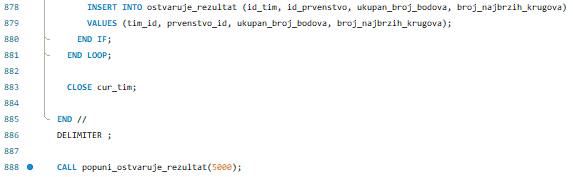 878 INSERT INTO ostvaruje_rezultat (id_tim, id_prvenstvo, ukupan_broj_bodova, broj_najbrzih_krugova)
879 VALUES (tim_id, prvenstvo_id, ukupan_broj_bodova, broj_najbrzih_krugova);
880 END IF;
881 END LOOP;
882
883 CLOSE cur_tim;
884
885 END //
886 DELIMITER ;
887
888 CALL popuni_ostvaruje_rezultat(5000);